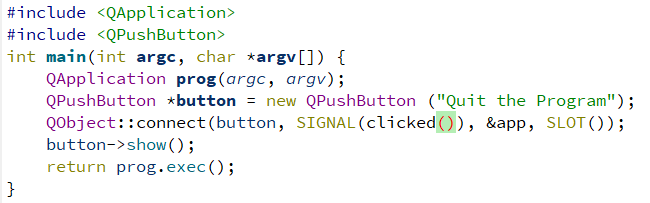 #include <QApplication>
#include <QPushButton>
int main(int argc, char *argv[]) {
    QApplication prog(argc, argv);
    QPushButton *button = new QPushButton ("Quit the Program");
    QObject::connect(button, SIGNAL(clicked()), &app, SLOT());
    button->show();
    return prog.exec();
}